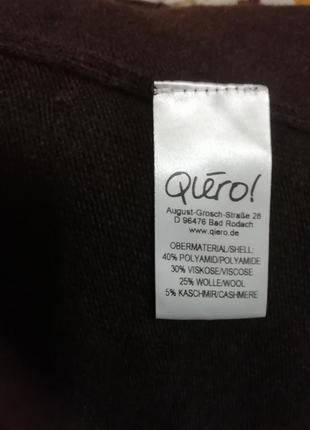 Qiéro!
August-Grosch-Straße 28
D 96476 Bad Rodach
www.qiero.de
OBERMATERIAL/SHELL:
40% POLYAMID/POLYAMIDE
30% VISKOSE/VISCOSE
25% WOLLE/WOOL
5% KASCHMIR/CASHMERE